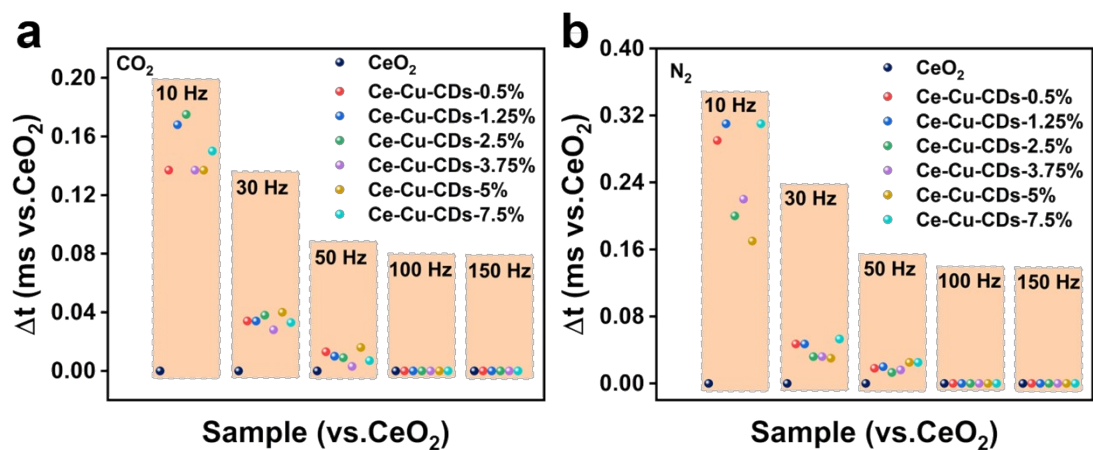 a
CO₂
0.20
0.16
0.12
0.08
0.04
0.00
Δt (ms vs.CeO₂)
10 Hz
30 Hz
50 Hz
100 Hz
150 Hz
CeO₂
Ce-Cu-CDs-0.5%
Ce-Cu-CDs-1.25%
Ce-Cu-CDs-2.5%
Ce-Cu-CDs-3.75%
Ce-Cu-CDs-5%
Ce-Cu-CDs-7.5%
Sample (vs.CeO₂)
b
N₂
0.40
0.32
0.24
0.16
0.08
0.00
Δt (ms vs.CeO₂)
10 Hz
30 Hz
50 Hz
100 Hz
150 Hz
CeO₂
Ce-Cu-CDs-0.5%
Ce-Cu-CDs-1.25%
Ce-Cu-CDs-2.5%
Ce-Cu-CDs-3.75%
Ce-Cu-CDs-5%
Ce-Cu-CDs-7.5%
Sample (vs.CeO₂)